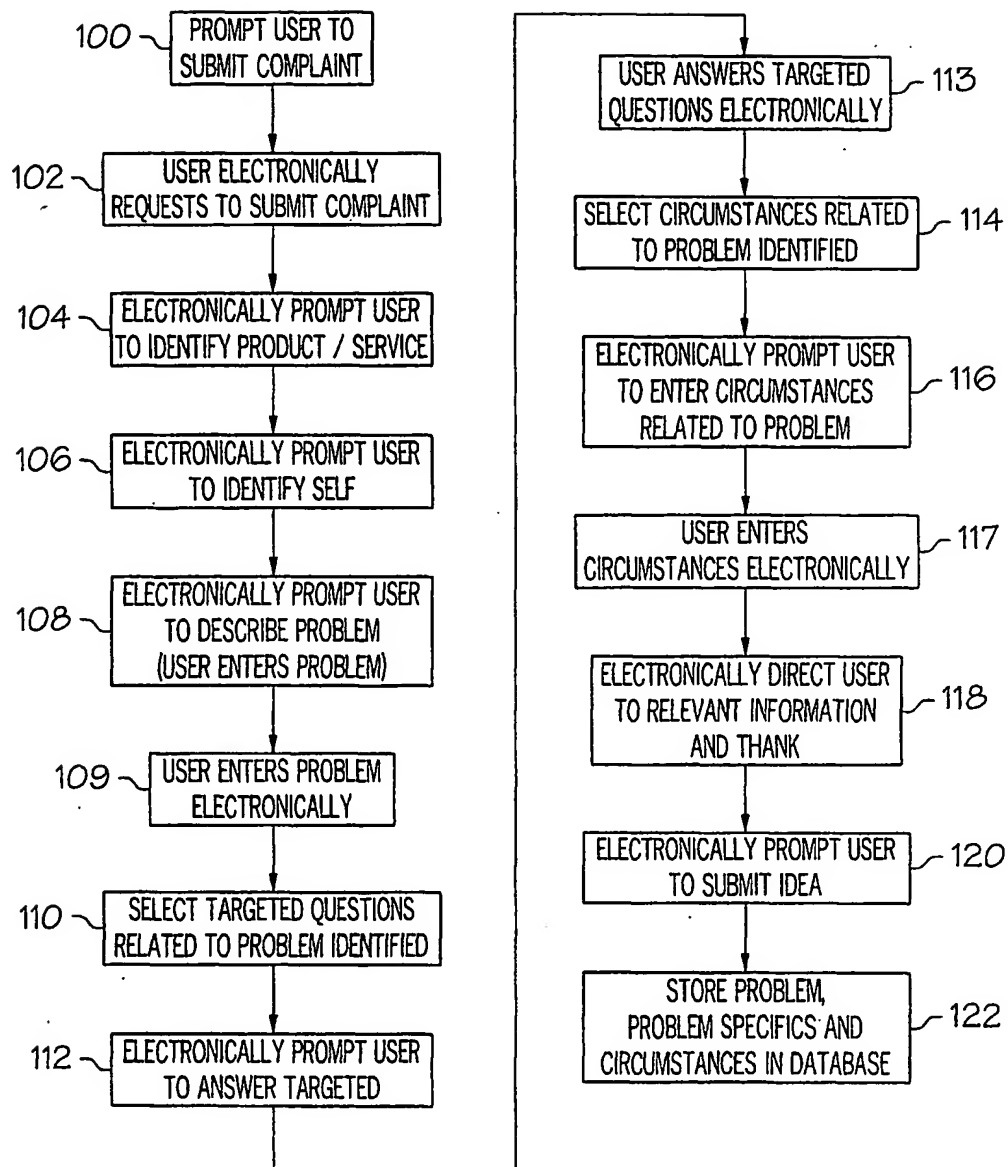 100
PROMPT USER TO
SUBMIT COMPLAINT
102
USER ELECTRONICALLY
REQUESTS TO SUBMIT COMPLAINT
104
ELECTRONICALLY PROMPT USER
TO IDENTIFY PRODUCT / SERVICE
106
ELECTRONICALLY PROMPT USER
TO IDENTIFY SELF
108
ELECTRONICALLY PROMPT USER
TO DESCRIBE PROBLEM
(USER ENTERS PROBLEM)
109
USER ENTERS PROBLEM
ELECTRONICALLY
110
SELECT TARGETED QUESTIONS
RELATED TO PROBLEM IDENTIFIED
112
ELECTRONICALLY PROMPT USER
TO ANSWER TARGETED
USER ANSWERS TARGETED
QUESTIONS ELECTRONICALLY
113
SELECT CIRCUMSTANCES RELATED
TO PROBLEM IDENTIFIED
114
ELECTRONICALLY PROMPT USER
TO ENTER CIRCUMSTANCES
RELATED TO PROBLEM
116
USER ENTERS
CIRCUMSTANCES ELECTRONICALLY
117
ELECTRONICALLY DIRECT USER
TO RELEVANT INFORMATION
AND THANK
118
ELECTRONICALLY PROMPT USER
TO SUBMIT IDEA
120
STORE PROBLEM,
PROBLEM SPECIFICS AND
CIRCUMSTANCES IN DATABASE
122